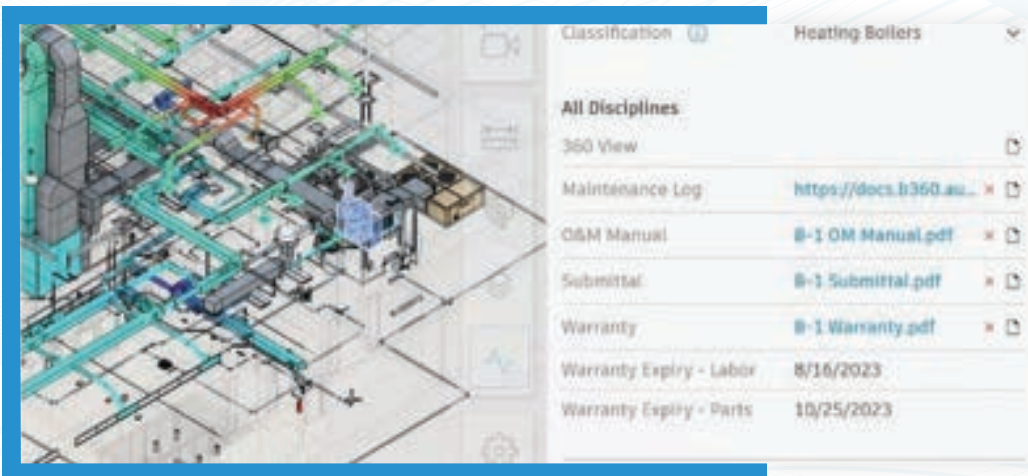 Classification Heating Boilers
All Disciplines
360 View
Maintenance Log https://docs.b360.au...
O&M Manual B-1 OM Manual.pdf
Submittal B-1 Submittal.pdf
Warranty B-1 Warranty.pdf
Warranty Expiry - Labor 8/16/2023
Warranty Expiry - Parts 10/25/2023